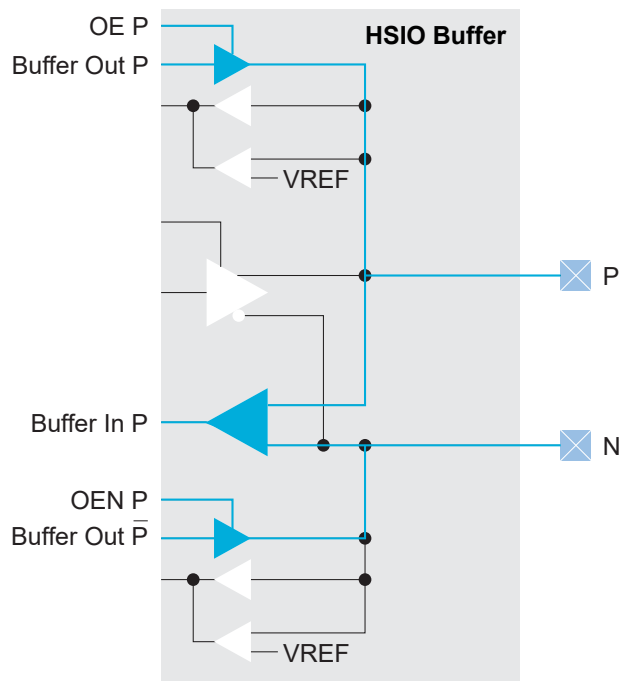 OE P
HSIO Buffer
Buffer Out P
VREF
P
Buffer In P
N
OEN P
Buffer Out P̅
VREF